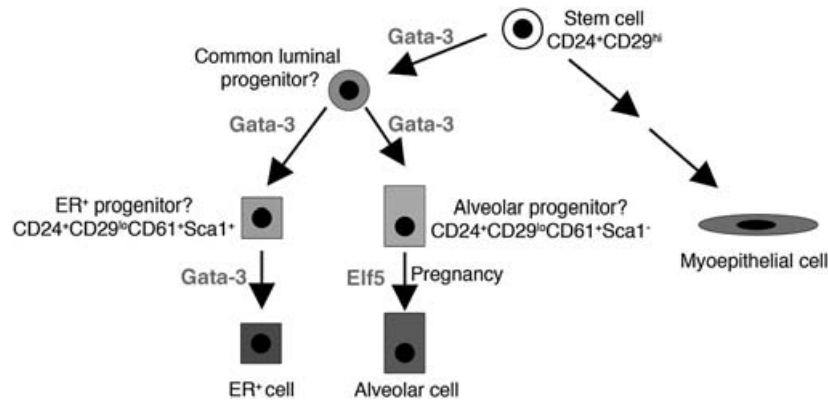 Stem cell
CD24⁺CD29ʰⁱ
Gata-3
Common luminal
progenitor?
Gata-3
Gata-3
ER⁺ progenitor?
CD24⁺CD29ˡᵒCD61⁺Sca1⁺
Alveolar progenitor?
CD24⁺CD29ˡᵒCD61⁺Sca1⁻
Myoepithelial cell
Gata-3
Elf5
Pregnancy
ER⁺ cell
Alveolar cell